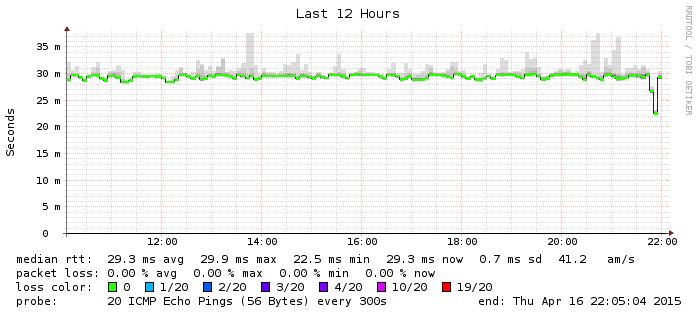 Last 12 Hours
RRDTOOL / TOBI OETIKER
Seconds
35 m
30 m
25 m
20 m
15 m
10 m
5 m
0
12:00 14:00 16:00 18:00 20:00 22:00
median rtt: 29.3 ms avg 29.9 ms max 22.5 ms min 29.3 ms now 0.7 ms sd 41.2 am/s
packet loss: 0.00 % avg 0.00 % max 0.00 % min 0.00 % now
loss color: 0 1/20 2/20 3/20 4/20 10/20 19/20
probe: 20 ICMP Echo Pings (56 Bytes) every 300s end: Thu Apr 16 22:05:04 2015